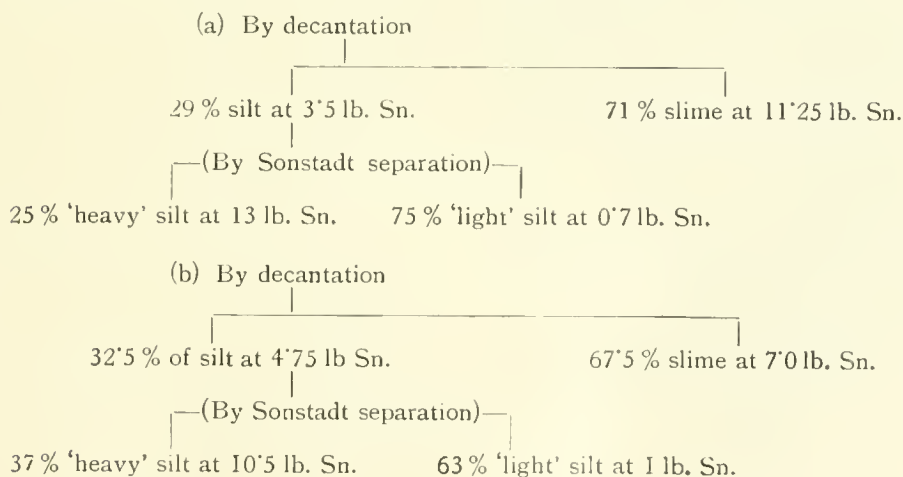 (a) By decantation
29 % silt at 3·5 lb. Sn. 71 % slime at 11·25 lb. Sn.
(By Sonstadt separation)
25 % ‘heavy’ silt at 13 lb. Sn. 75 % ‘light’ silt at 0·7 lb. Sn.
(b) By decantation
32·5 % of silt at 4·75 lb Sn. 67·5 % slime at 7·0 lb. Sn.
(By Sonstadt separation)
37 % ‘heavy’ silt at 10·5 lb. Sn. 63 % ‘light’ silt at 1 lb. Sn.